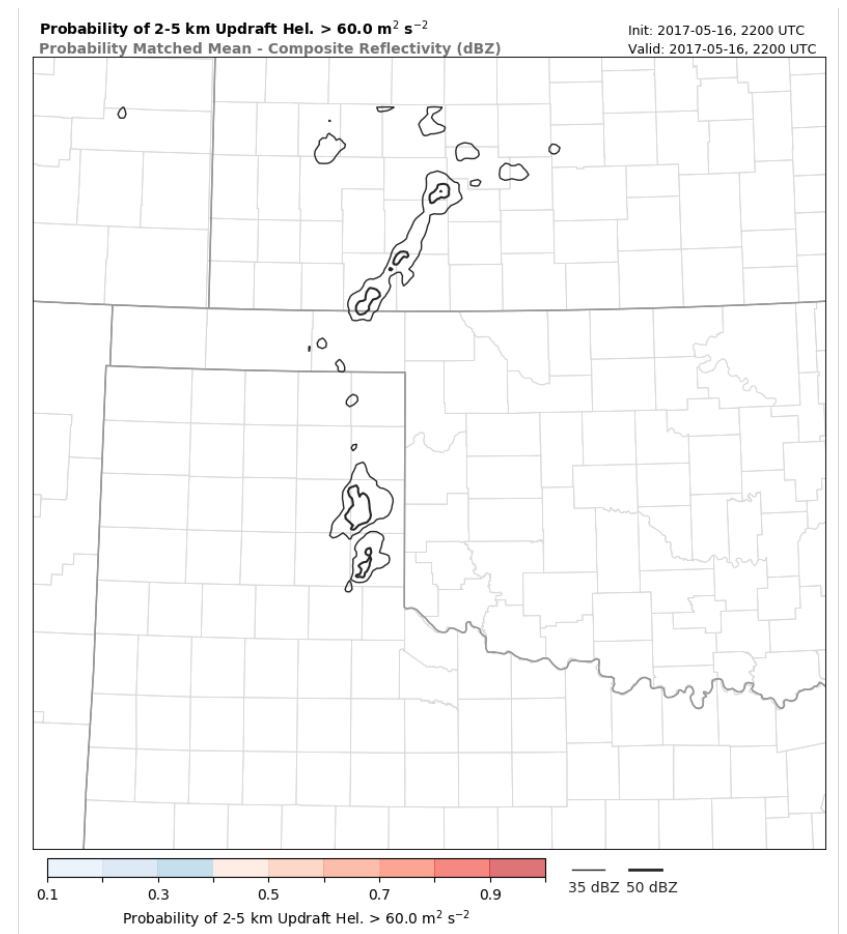 Probability of 2-5 km Updraft Hel. > 60.0 m² s⁻²
Init: 2017-05-16, 2200 UTC
Probability Matched Mean - Composite Reflectivity (dBZ)
Valid: 2017-05-16, 2200 UTC
0.1 0.3 0.5 0.7 0.9
35 dBZ 50 dBZ
Probability of 2-5 km Updraft Hel. > 60.0 m² s⁻²